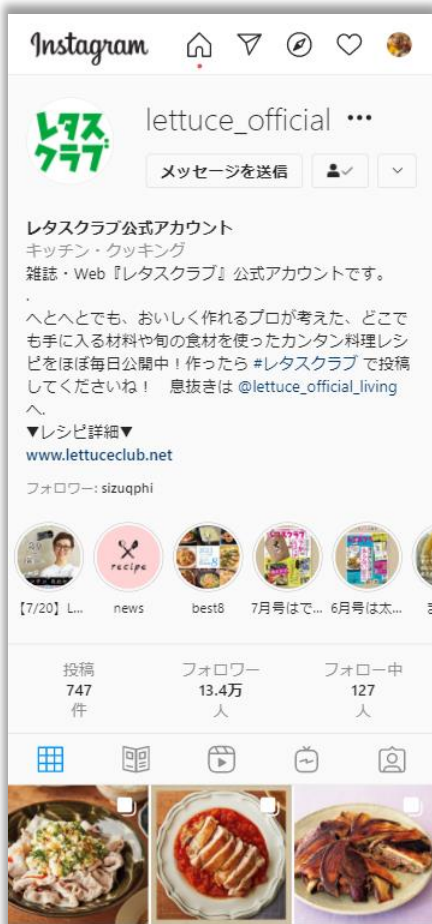 Instagram
レタス
クラブ
lettuce_official •••
メッセージを送信
レタスクラブ公式アカウント
キッチン・クッキング
雑誌・Web『レタスクラブ』公式アカウントです。
.
へとへとでも、おいしく作れるプロが考えた、どこで
も手に入る材料や旬の食材を使ったカンタン料理レシ
ピをほぼ毎日公開中！作ったら #レタスクラブ で投稿
してくださいね！　息抜きは @lettuce_official_living
へ.
▼レシピ詳細▼
www.lettuceclub.net
フォロワー: sizuqphi
recipe
レタスクラブ
【7/20】L... news best8 7月号はで... 6月号は太... ま
投稿 フォロワー フォロー中
747 13.4万 127
件 人 人